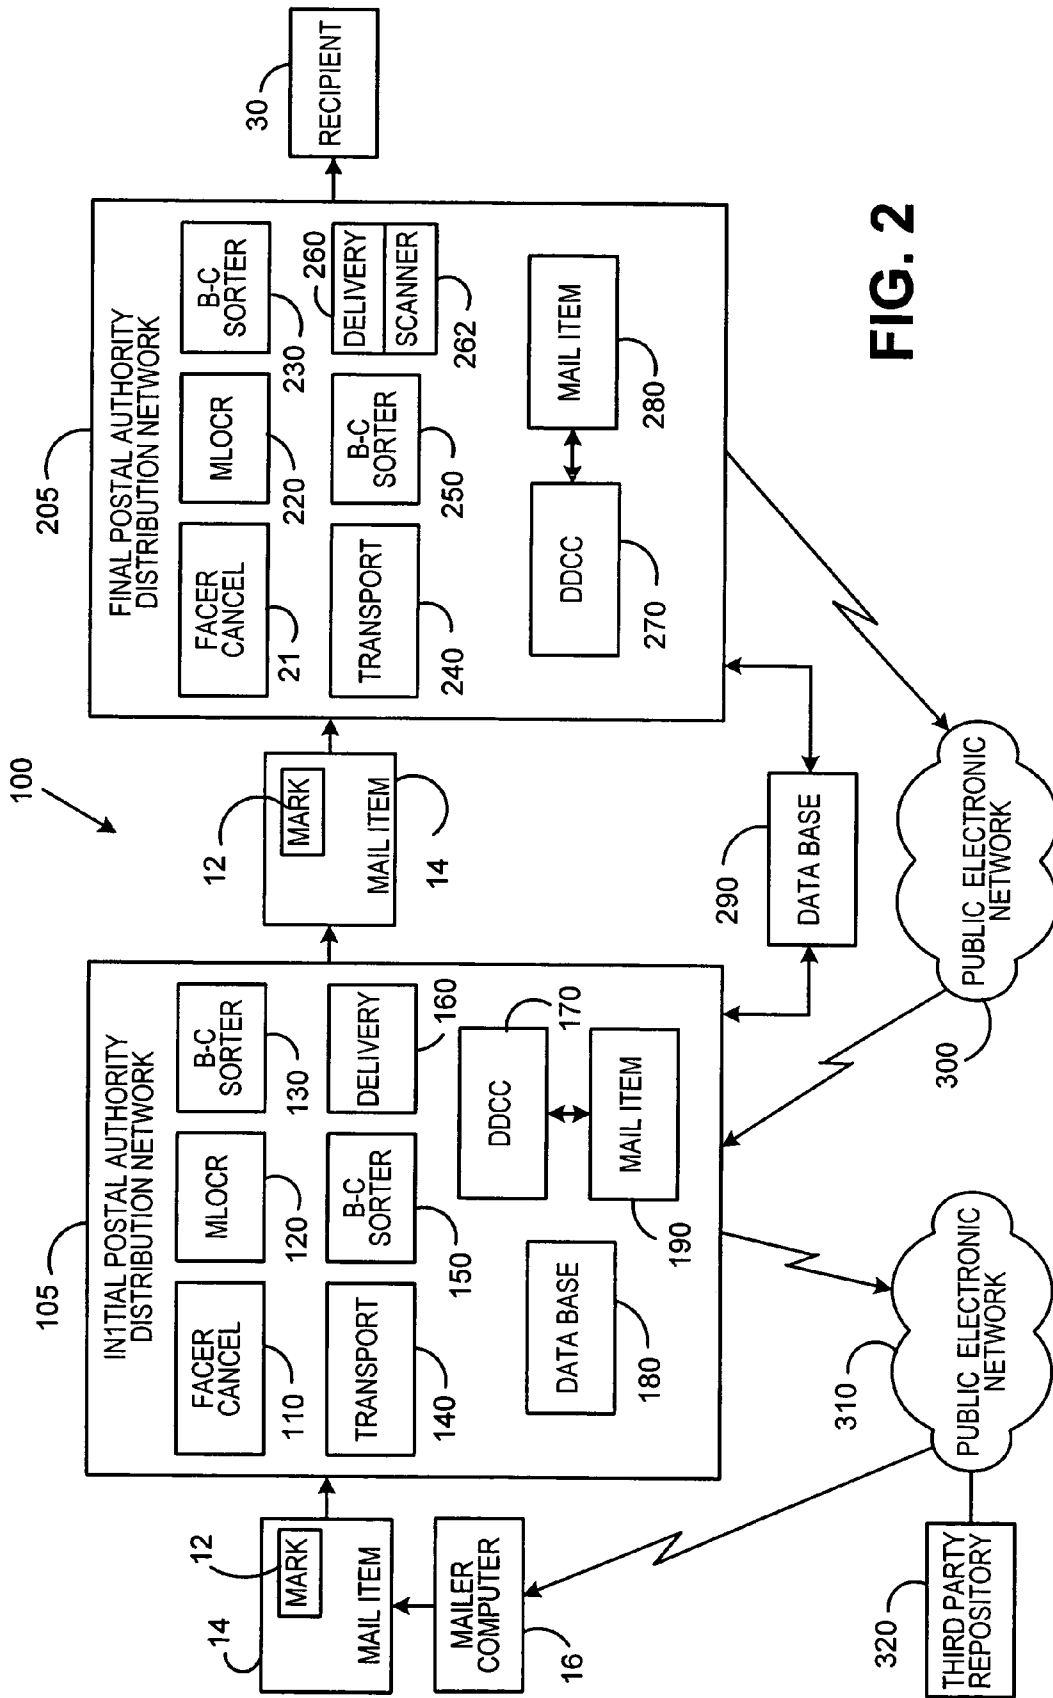 100
14
12
MARK
MAIL ITEM
MAILER
COMPUTER
16
105
IN1TIAL POSTAL AUTHORITY
DISTRIBUTION NETWORK
FACER
CANCEL
110
MLOCR
120
B-C
SORTER
130
TRANSPORT
140
B-C
SORTER
150
DELIVERY
160
DATA BASE
180
DDCC
170
MAIL ITEM
190
12
MARK
MAIL ITEM
14
205
FINAL POSTAL AUTHORITY
DISTRIBUTION NETWORK
FACER
CANCEL
21
MLOCR
220
B-C
SORTER
230
TRANSPORT
240
B-C
SORTER
250
260
DELIVERY
SCANNER
262
DDCC
270
MAIL ITEM
280
30
RECIPIENT
290
DATA BASE
PUBLIC ELECTRONIC
NETWORK
300
310
PUBLIC ELECTRONIC
NETWORK
320
THIRD PARTY
REPOSITORY
FIG. 2